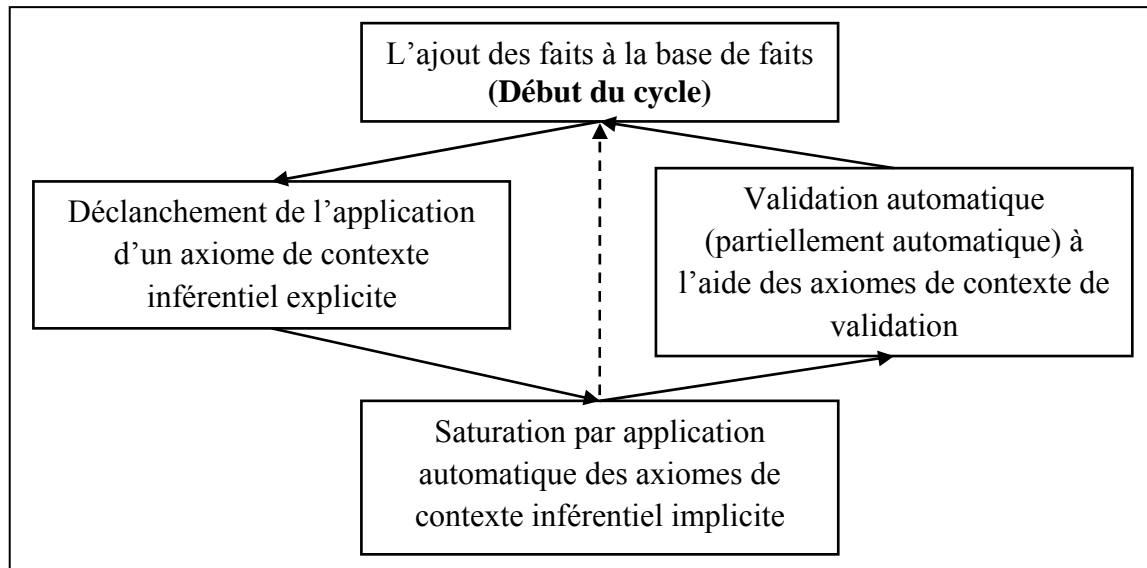 L’ajout des faits à la base de faits
(Début du cycle)
Déclanchement de l’application
d’un axiome de contexte
inférentiel explicite
Validation automatique
(partiellement automatique) à
l’aide des axiomes de contexte de
validation
Saturation par application
automatique des axiomes de
contexte inférentiel implicite